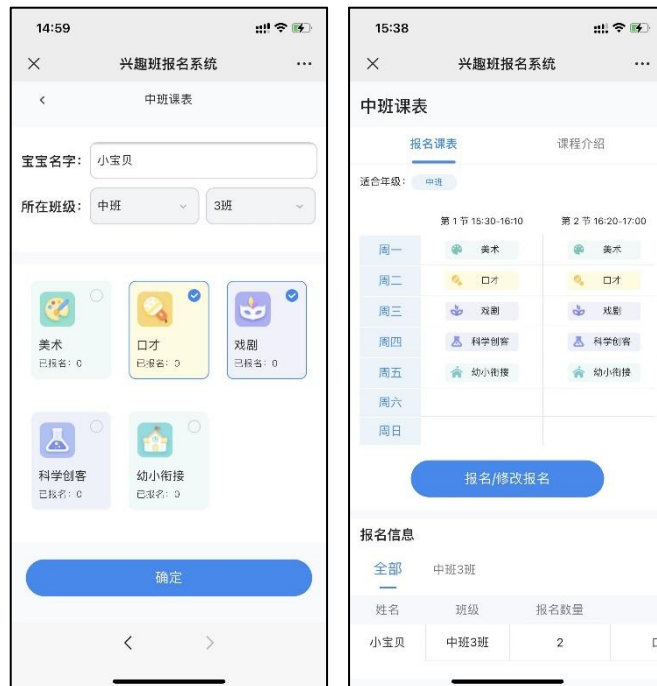 14:59
兴趣班报名系统
中班课表
宝宝名字： 小宝贝
所在班级： 中班 3班
美术
已报名：0
口才
已报名：0
戏剧
已报名：0
科学创客
已报名：0
幼小衔接
已报名：0
确定
15:38
兴趣班报名系统
中班课表
报名课表 课程介绍
适合年级： 中班
第1节 15:30-16:10 第2节 16:20-17:00
周一 美术 美术
周二 口才 口才
周三 戏剧 戏剧
周四 科学创客 科学创客
周五 幼小衔接 幼小衔接
周六
周日
报名/修改报名
报名信息
全部 中班3班
姓名 班级 报名数量
小宝贝 中班3班 2